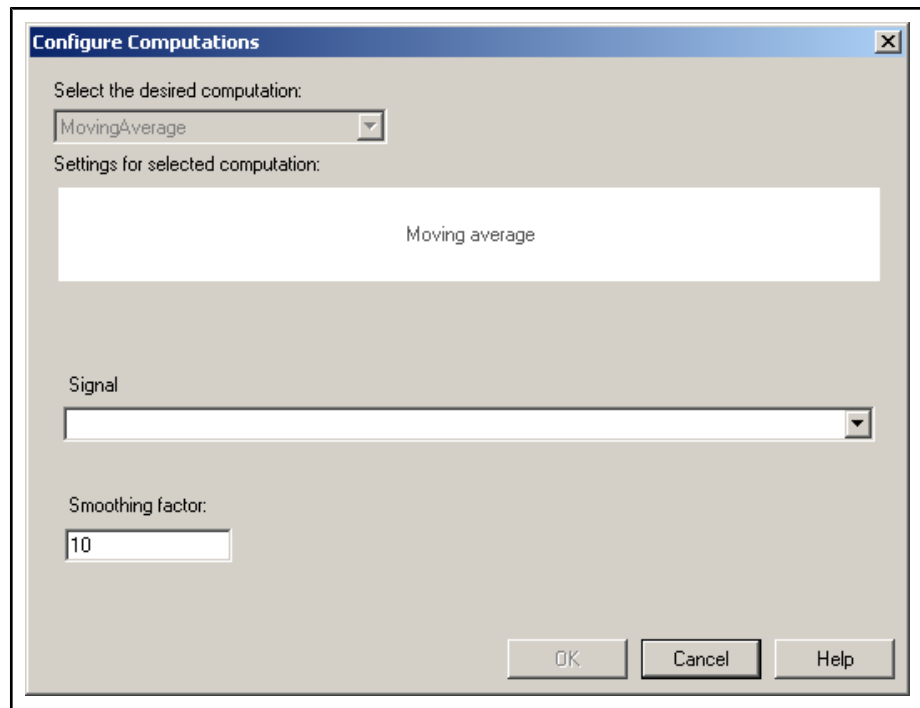 Configure Computations
Select the desired computation:
MovingAverage
Settings for selected computation:
Moving average
Signal
Smoothing factor:
10
OK Cancel Help